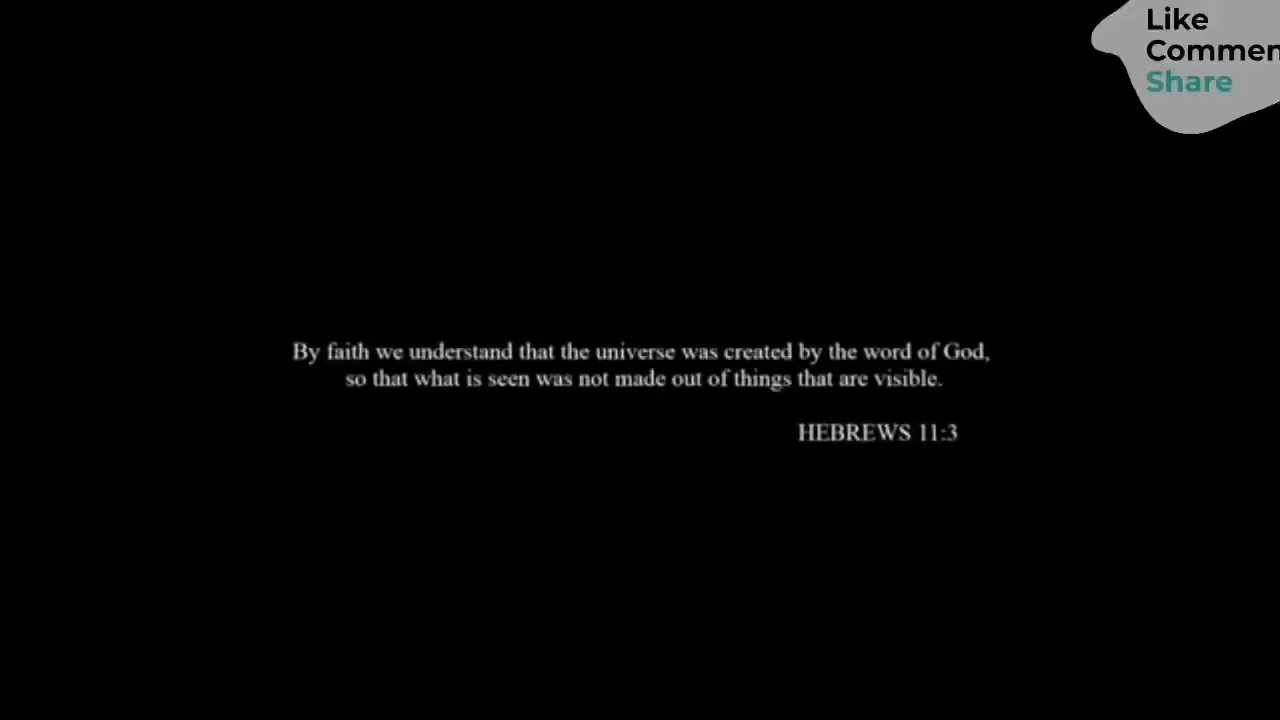 Like
Commen
Share
By faith we understand that the universe was created by the word of God,
so that what is seen was not made out of things that are visible.
HEBREWS 11:3